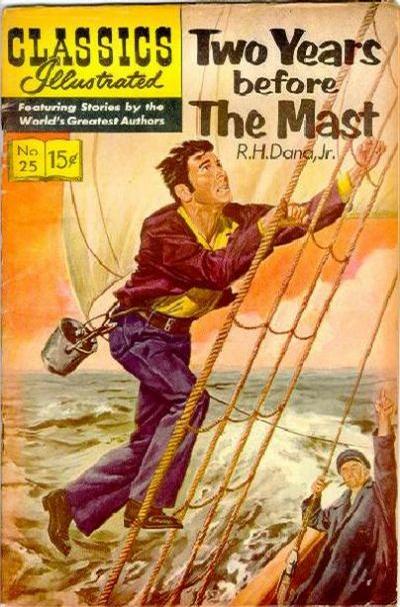 CLASSICS
Illustrated
Featuring Stories by the
World's Greatest Authors
No.
25
15¢
Two Years
before
The Mast
R.H.Dana, Jr.